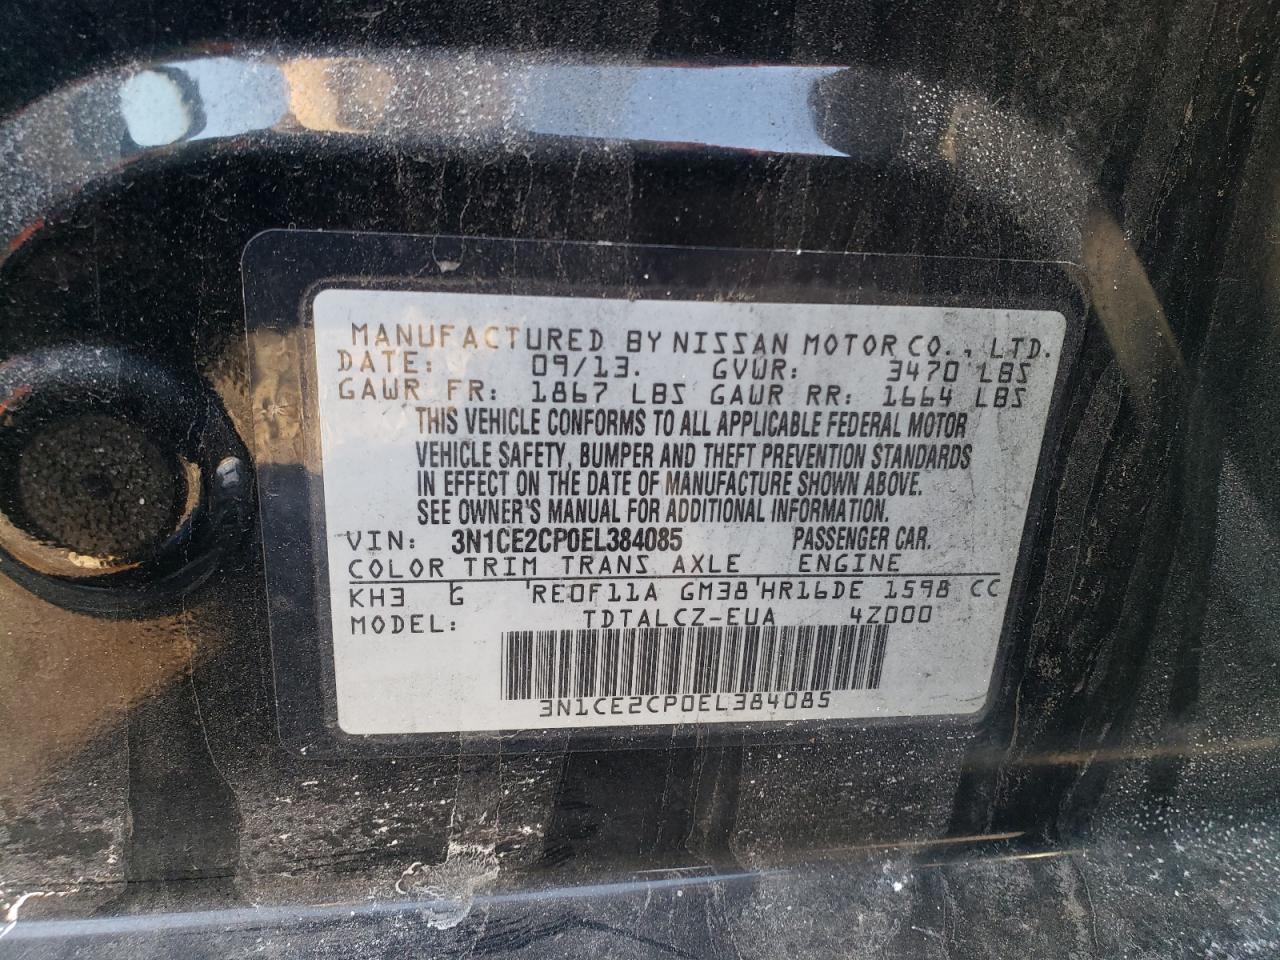 MANUFACTURED BY NISSAN MOTOR CO., LTD.
DATE: 09/13. GVWR: 3470 LBS
GAWR FR: 1867 LBS GAWR RR: 1664 LBS
THIS VEHICLE CONFORMS TO ALL APPLICABLE FEDERAL MOTOR
VEHICLE SAFETY, BUMPER AND THEFT PREVENTION STANDARDS
IN EFFECT ON THE DATE OF MANUFACTURE SHOWN ABOVE.
SEE OWNER'S MANUAL FOR ADDITIONAL INFORMATION.
VIN: 3N1CE2CP0EL384085 PASSENGER CAR.
COLOR TRIM TRANS AXLE ENGINE
KH3 G RE0F11A GM38 HR16DE 1598 CC
MODEL: TDTALCZ-EUA 4Z000
3N1CE2CP0EL384085